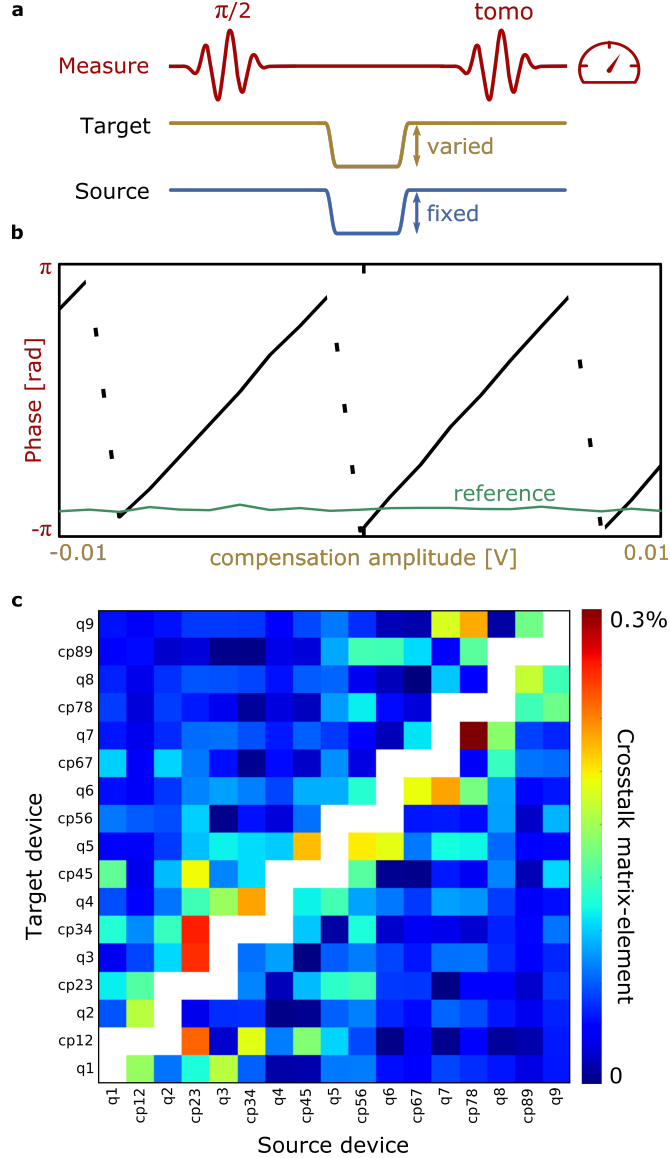 a
π/2
tomo
Measure
Target
varied
Source
fixed
b
π
Phase [rad]
reference
-π
-0.01
compensation amplitude [V]
0.01
c
q9
cp89
q8
cp78
q7
cp67
q6
cp56
q5
cp45
q4
cp34
q3
cp23
q2
cp12
q1
Target device
0.3%
Crosstalk matrix-element
0
q1 cp12 q2 cp23 q3 cp34 q4 cp45 q5 cp56 q6 cp67 q7 cp78 q8 cp89 q9
Source device